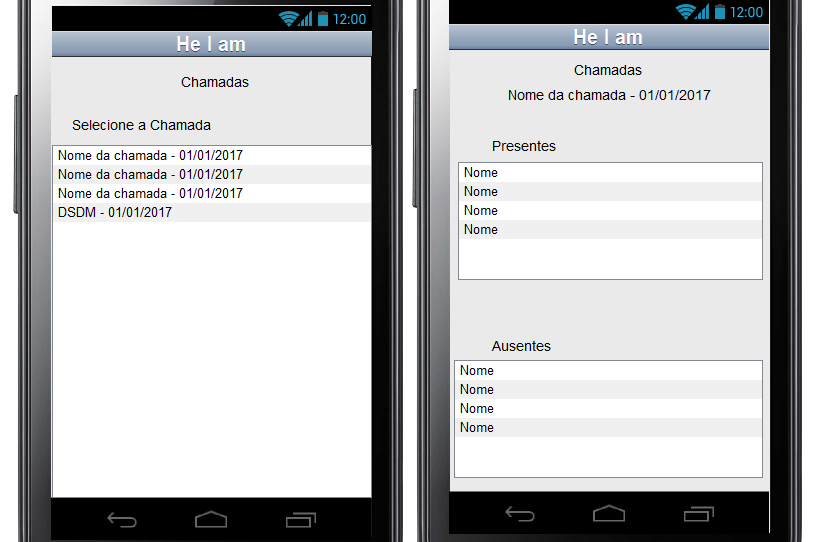 12:00
He I am
Chamadas
Selecione a Chamada
Nome da chamada - 01/01/2017
Nome da chamada - 01/01/2017
Nome da chamada - 01/01/2017
DSDM - 01/01/2017
12:00
He I am
Chamadas
Nome da chamada - 01/01/2017
Presentes
Nome
Nome
Nome
Nome
Ausentes
Nome
Nome
Nome
Nome